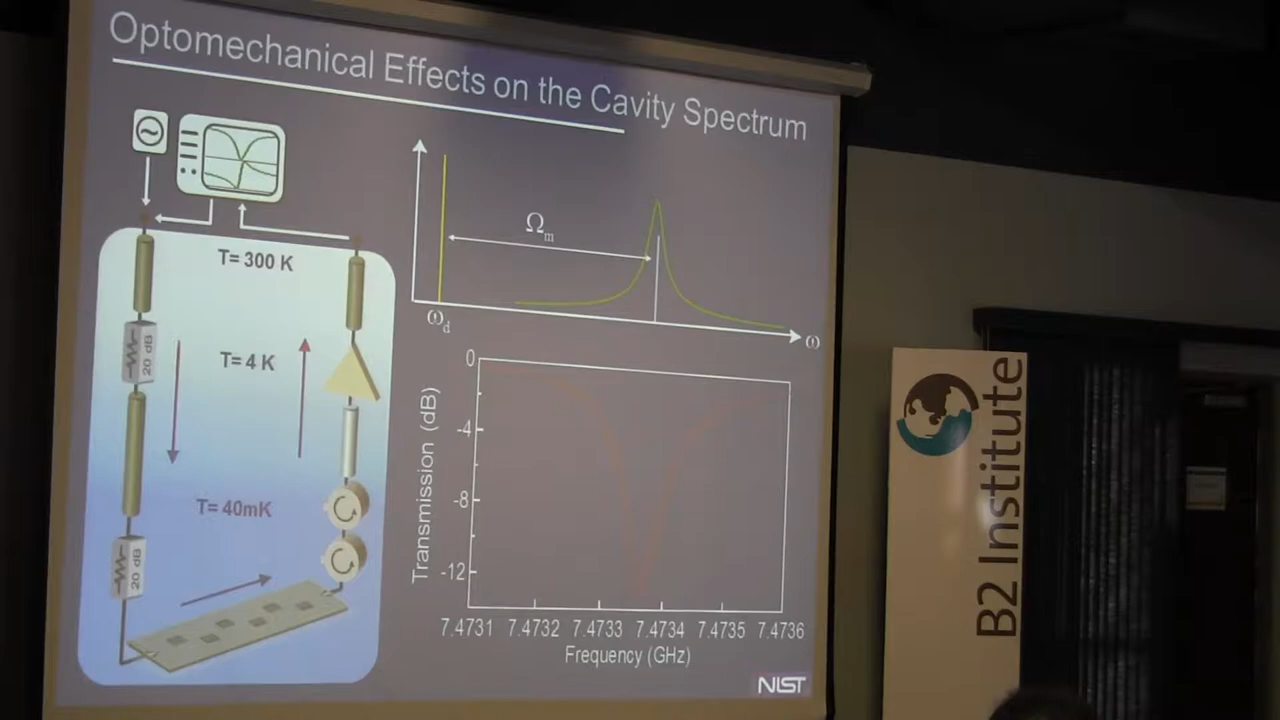 Optomechanical Effects on the Cavity Spectrum
T= 300 K
20 dB
T= 4 K
T= 40mK
20 dB
Ωm
ωd
ω
0
-4
-8
-12
Transmission (dB)
7.4731 7.4732 7.4733 7.4734 7.4735 7.4736
Frequency (GHz)
NIST
B2 Institute